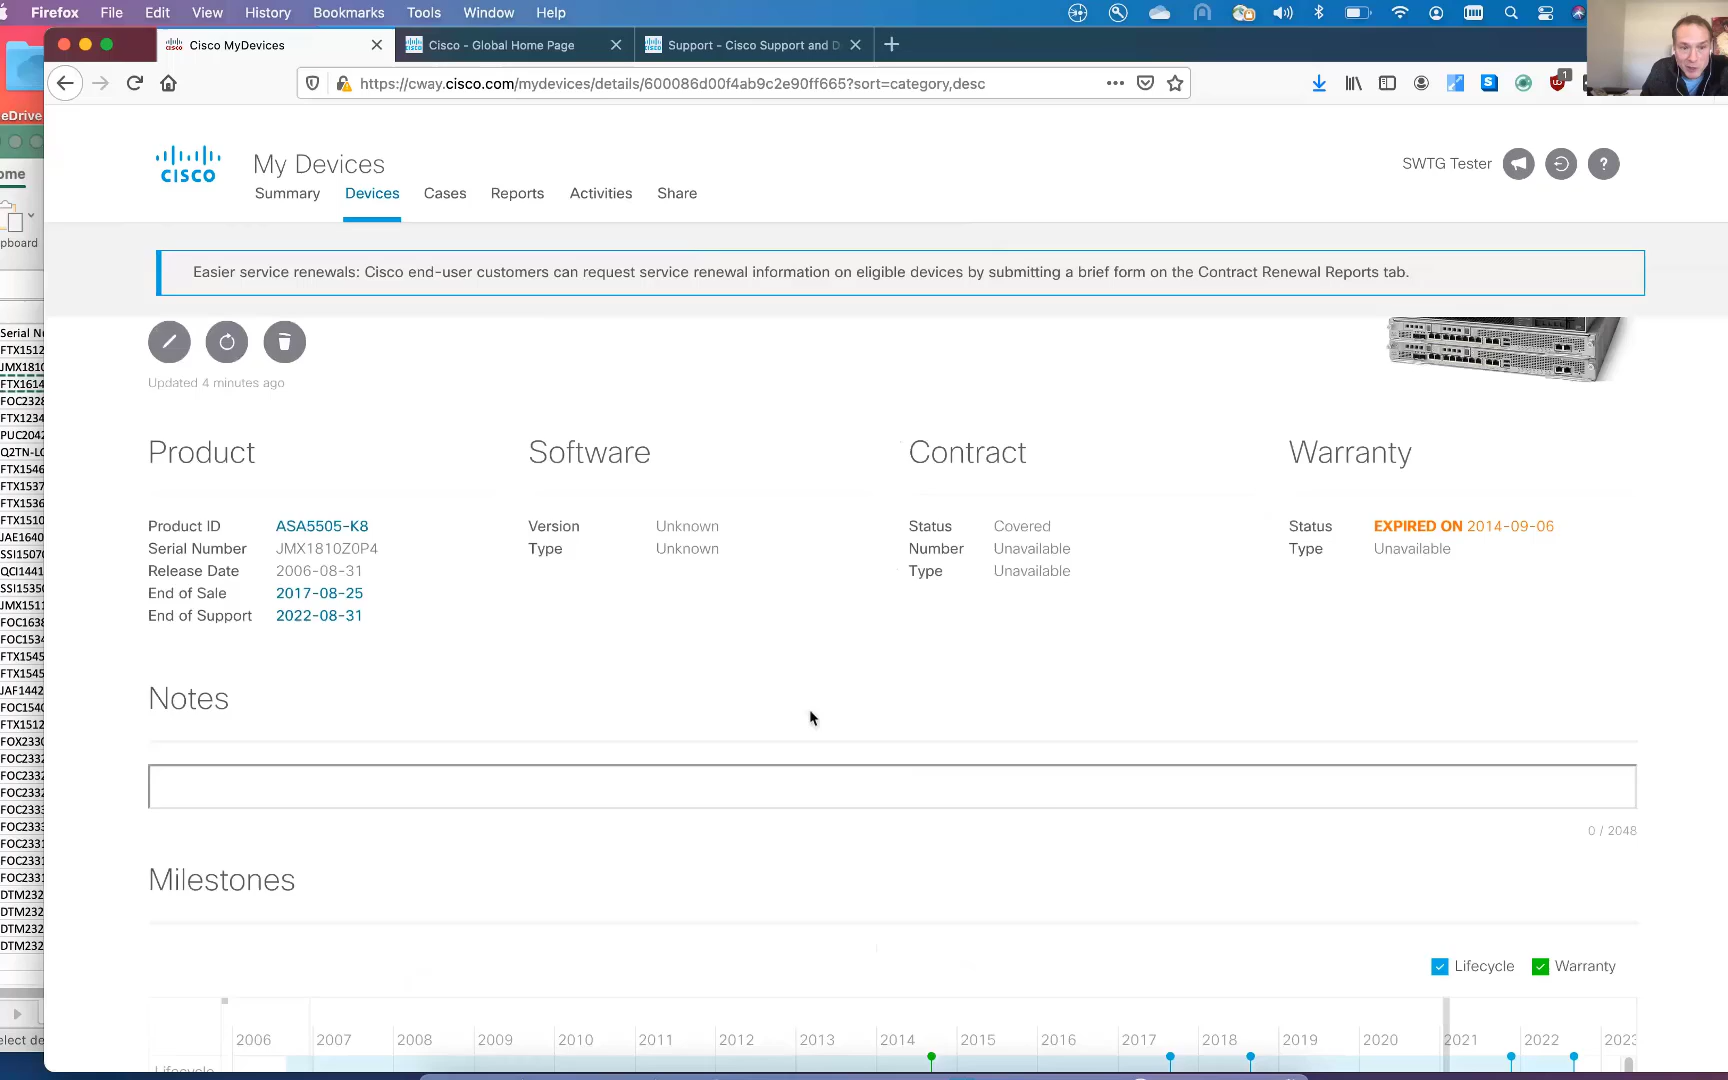 Firefox File Edit View History Bookmarks Tools Window Help
Cisco MyDevices
Cisco - Global Home Page
Support - Cisco Support and D
https://cway.cisco.com/mydevices/details/600086d00f4ab9c2e90ff665?sort=category,desc
1
eDrive
ome
pboard
CISCO
My Devices
SWTG Tester
?
Summary Devices Cases Reports Activities Share
Easier service renewals: Cisco end-user customers can request service renewal information on eligible devices by submitting a brief form on the Contract Renewal Reports tab.
Updated 4 minutes ago
Product
Product ID ASA5505-K8
Serial Number JMX1810Z0P4
Release Date 2006-08-31
End of Sale 2017-08-25
End of Support 2022-08-31
Software
Version Unknown
Type Unknown
Contract
Status Covered
Number Unavailable
Type Unavailable
Warranty
Status EXPIRED ON 2014-09-06
Type Unavailable
Notes
0 / 2048
Milestones
Lifecycle Warranty
2006 2007 2008 2009 2010 2011 2012 2013 2014 2015 2016 2017 2018 2019 2020 2021 2022 2023
Lifecycle
Serial Nu
FTX1512
JMX1810
FTX1614
FOC2328
FTX1234
PUC2042
Q2TN-L
FTX1546
FTX1537
FTX1536
FTX1510
JAE1640
SSI1507
QCI1441
SSI1535
JMX1511
FOC1638
FOC1534
FTX1545
FTX1545
JAF1442
FOC1540
FTX1512
FOX2330
FOC2332
FOC2332
FOC2332
FOC2333
FOC2333
FOC2331
FOC2331
FOC2331
DTM232
DTM232
DTM232
DTM232
elect de